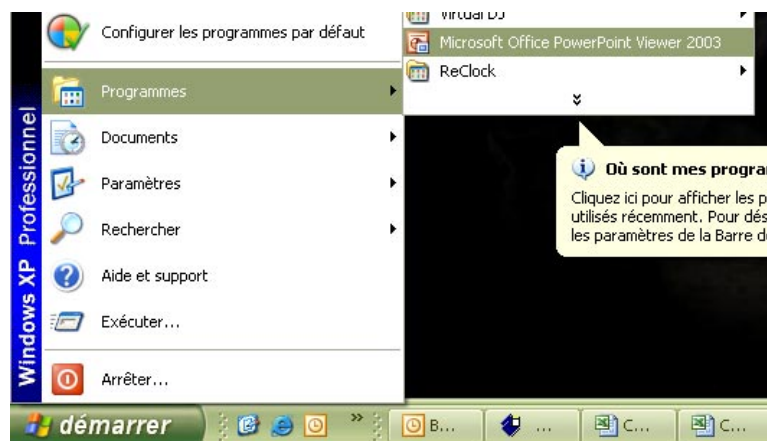 Virtual DJ
Configurer les programmes par défaut
Microsoft Office PowerPoint Viewer 2003
ReClock
Programmes
Documents
Paramètres
Rechercher
Aide et support
Exécuter...
Arrêter...
Windows XP Professionnel
Où sont mes progra
Cliquez ici pour afficher les p
utilisés récemment. Pour dés
les paramètres de la Barre d
démarrer
B...
...
C...
C...